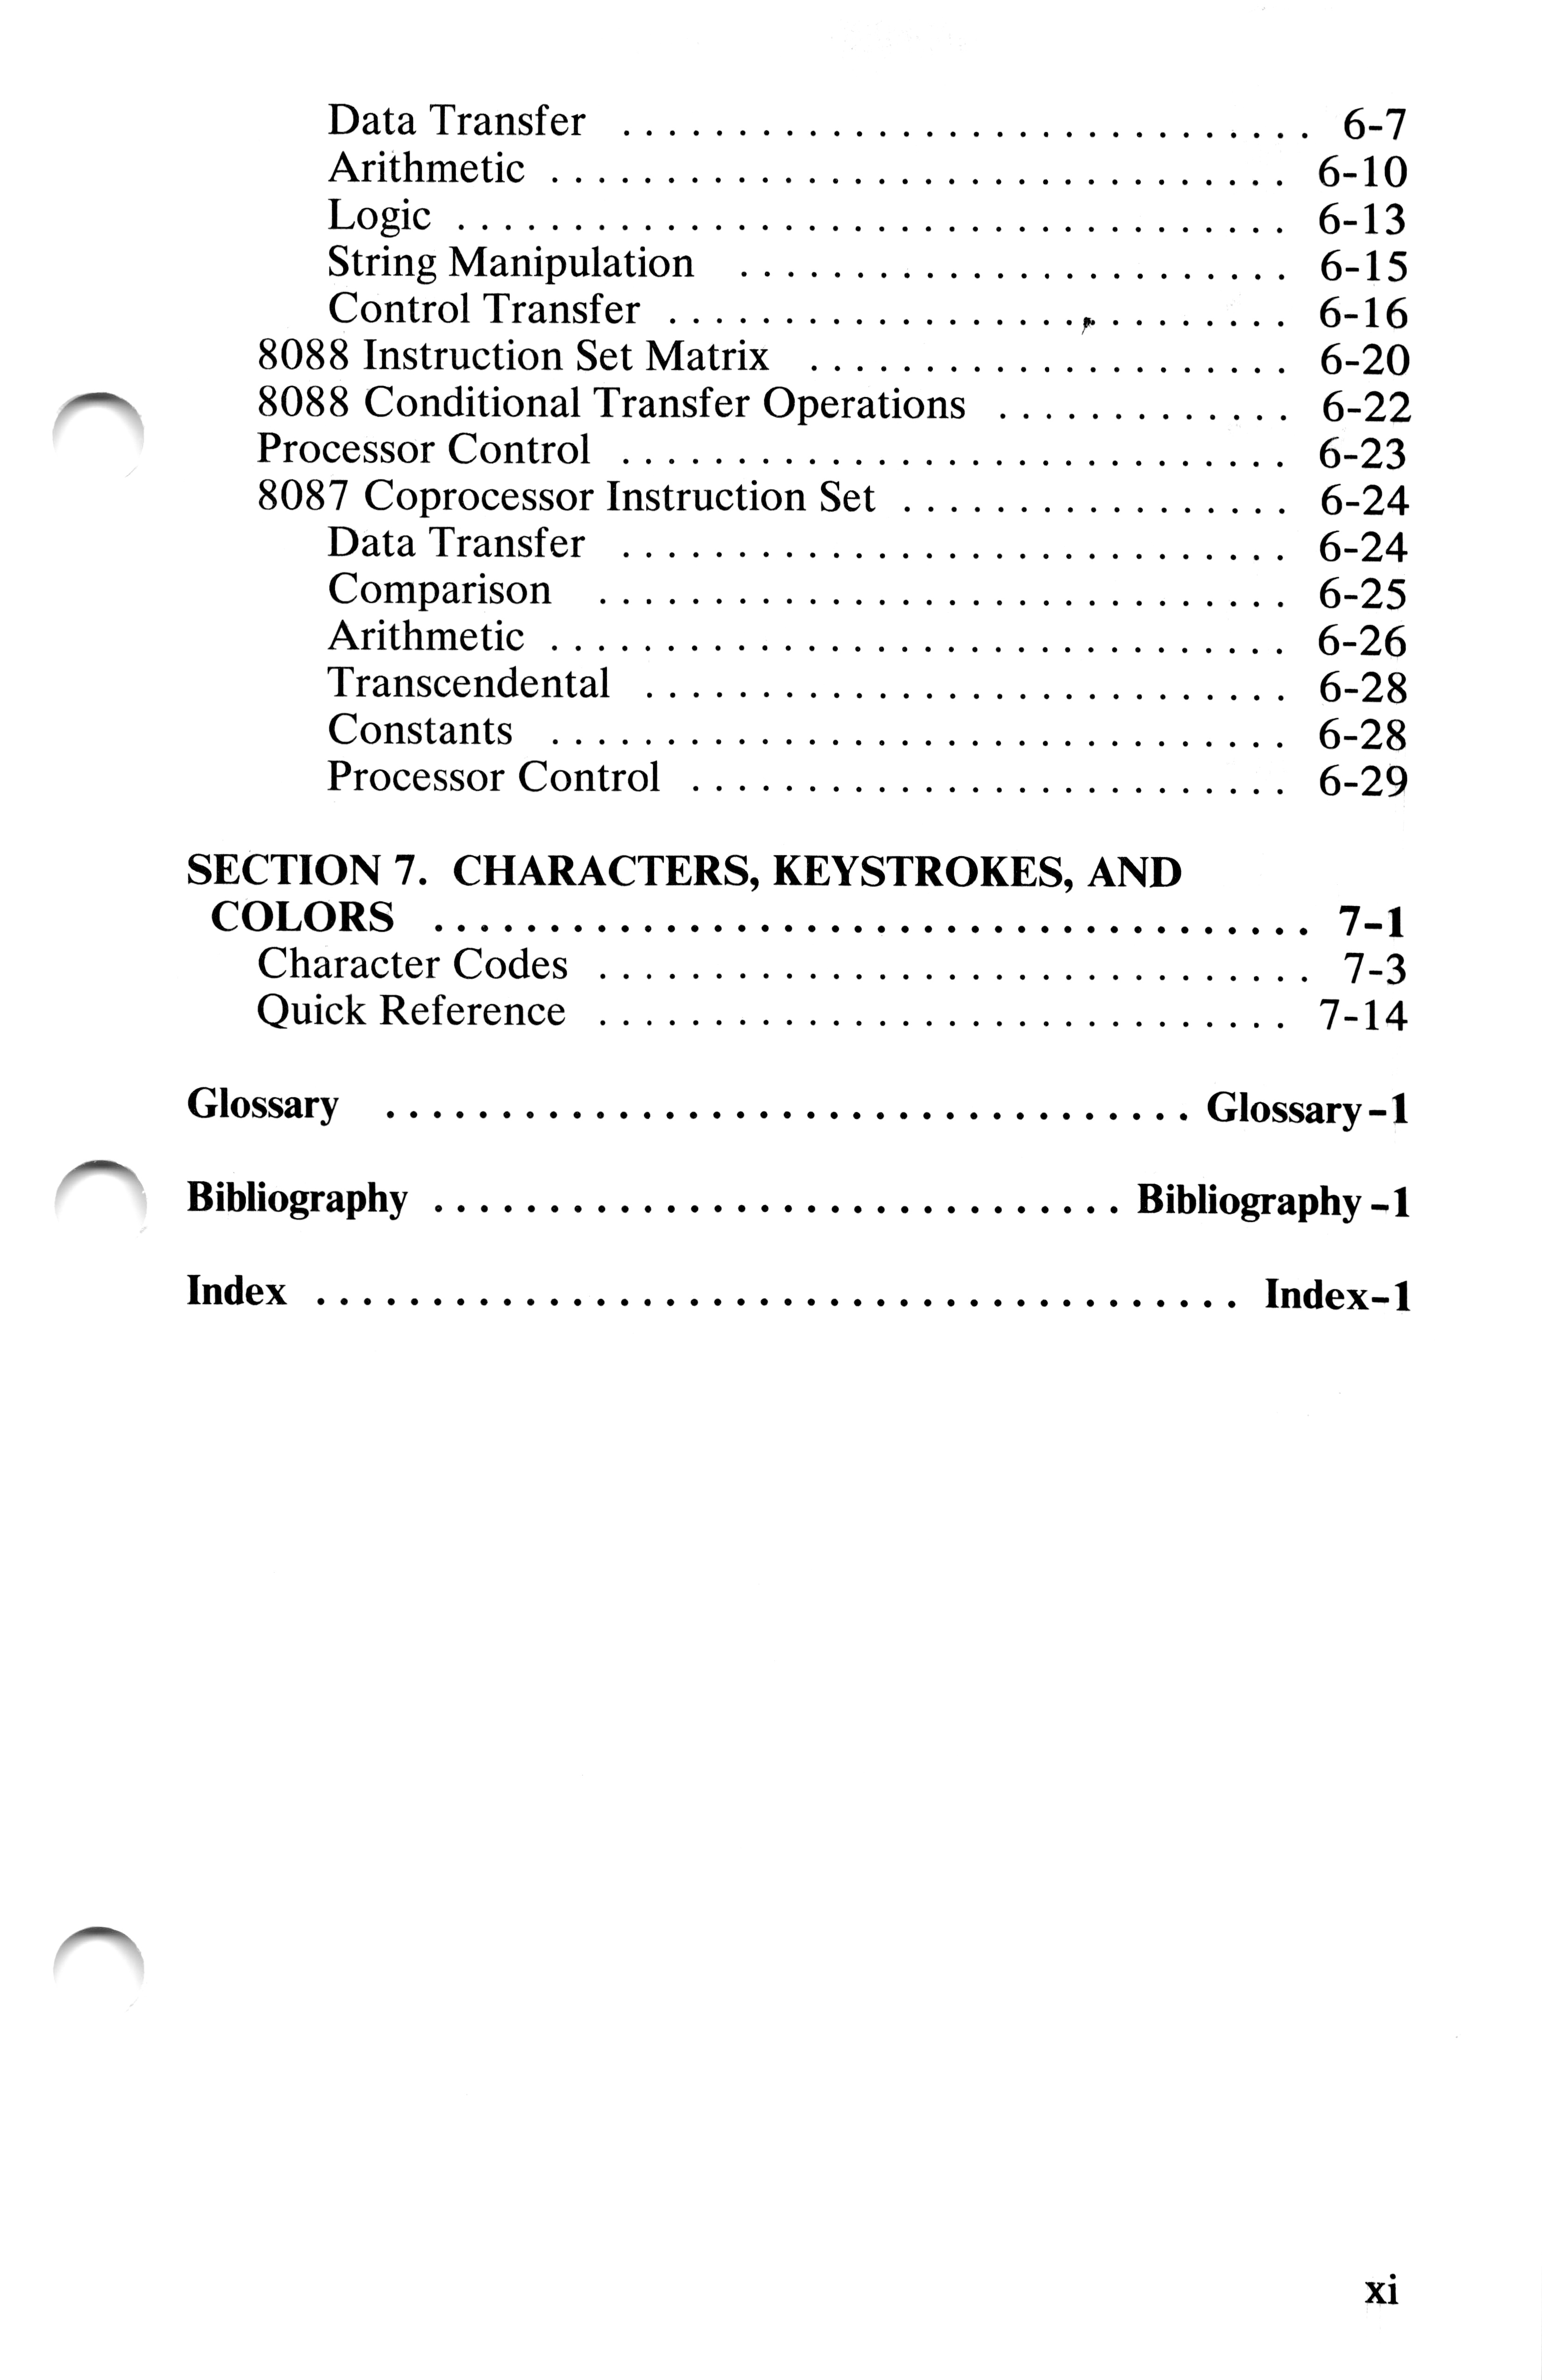 Data Transfer ............................. 6-7
Arithmetic ................................ 6-10
Logic .................................... 6-13
String Manipulation ........................ 6-15
Control Transfer ........................... 6-16
8088 Instruction Set Matrix ..................... 6-20
8088 Conditional Transfer Operations ............. 6-22
Processor Control ............................. 6-23
8087 Coprocessor Instruction Set ................. 6-24
Data Transfer ............................. 6-24
Comparison .............................. 6-25
Arithmetic ................................ 6-26
Transcendental ............................ 6-28
Constants ................................ 6-28
Processor Control .......................... 6-29
SECTION 7. CHARACTERS, KEYSTROKES, AND
COLORS ...................................... 7-1
Character Codes ............................... 7-3
Quick Reference .............................. 7-14
Glossary ................................... Glossary-1
Bibliography .............................. Bibliography-1
Index ........................................ Index-1
xi